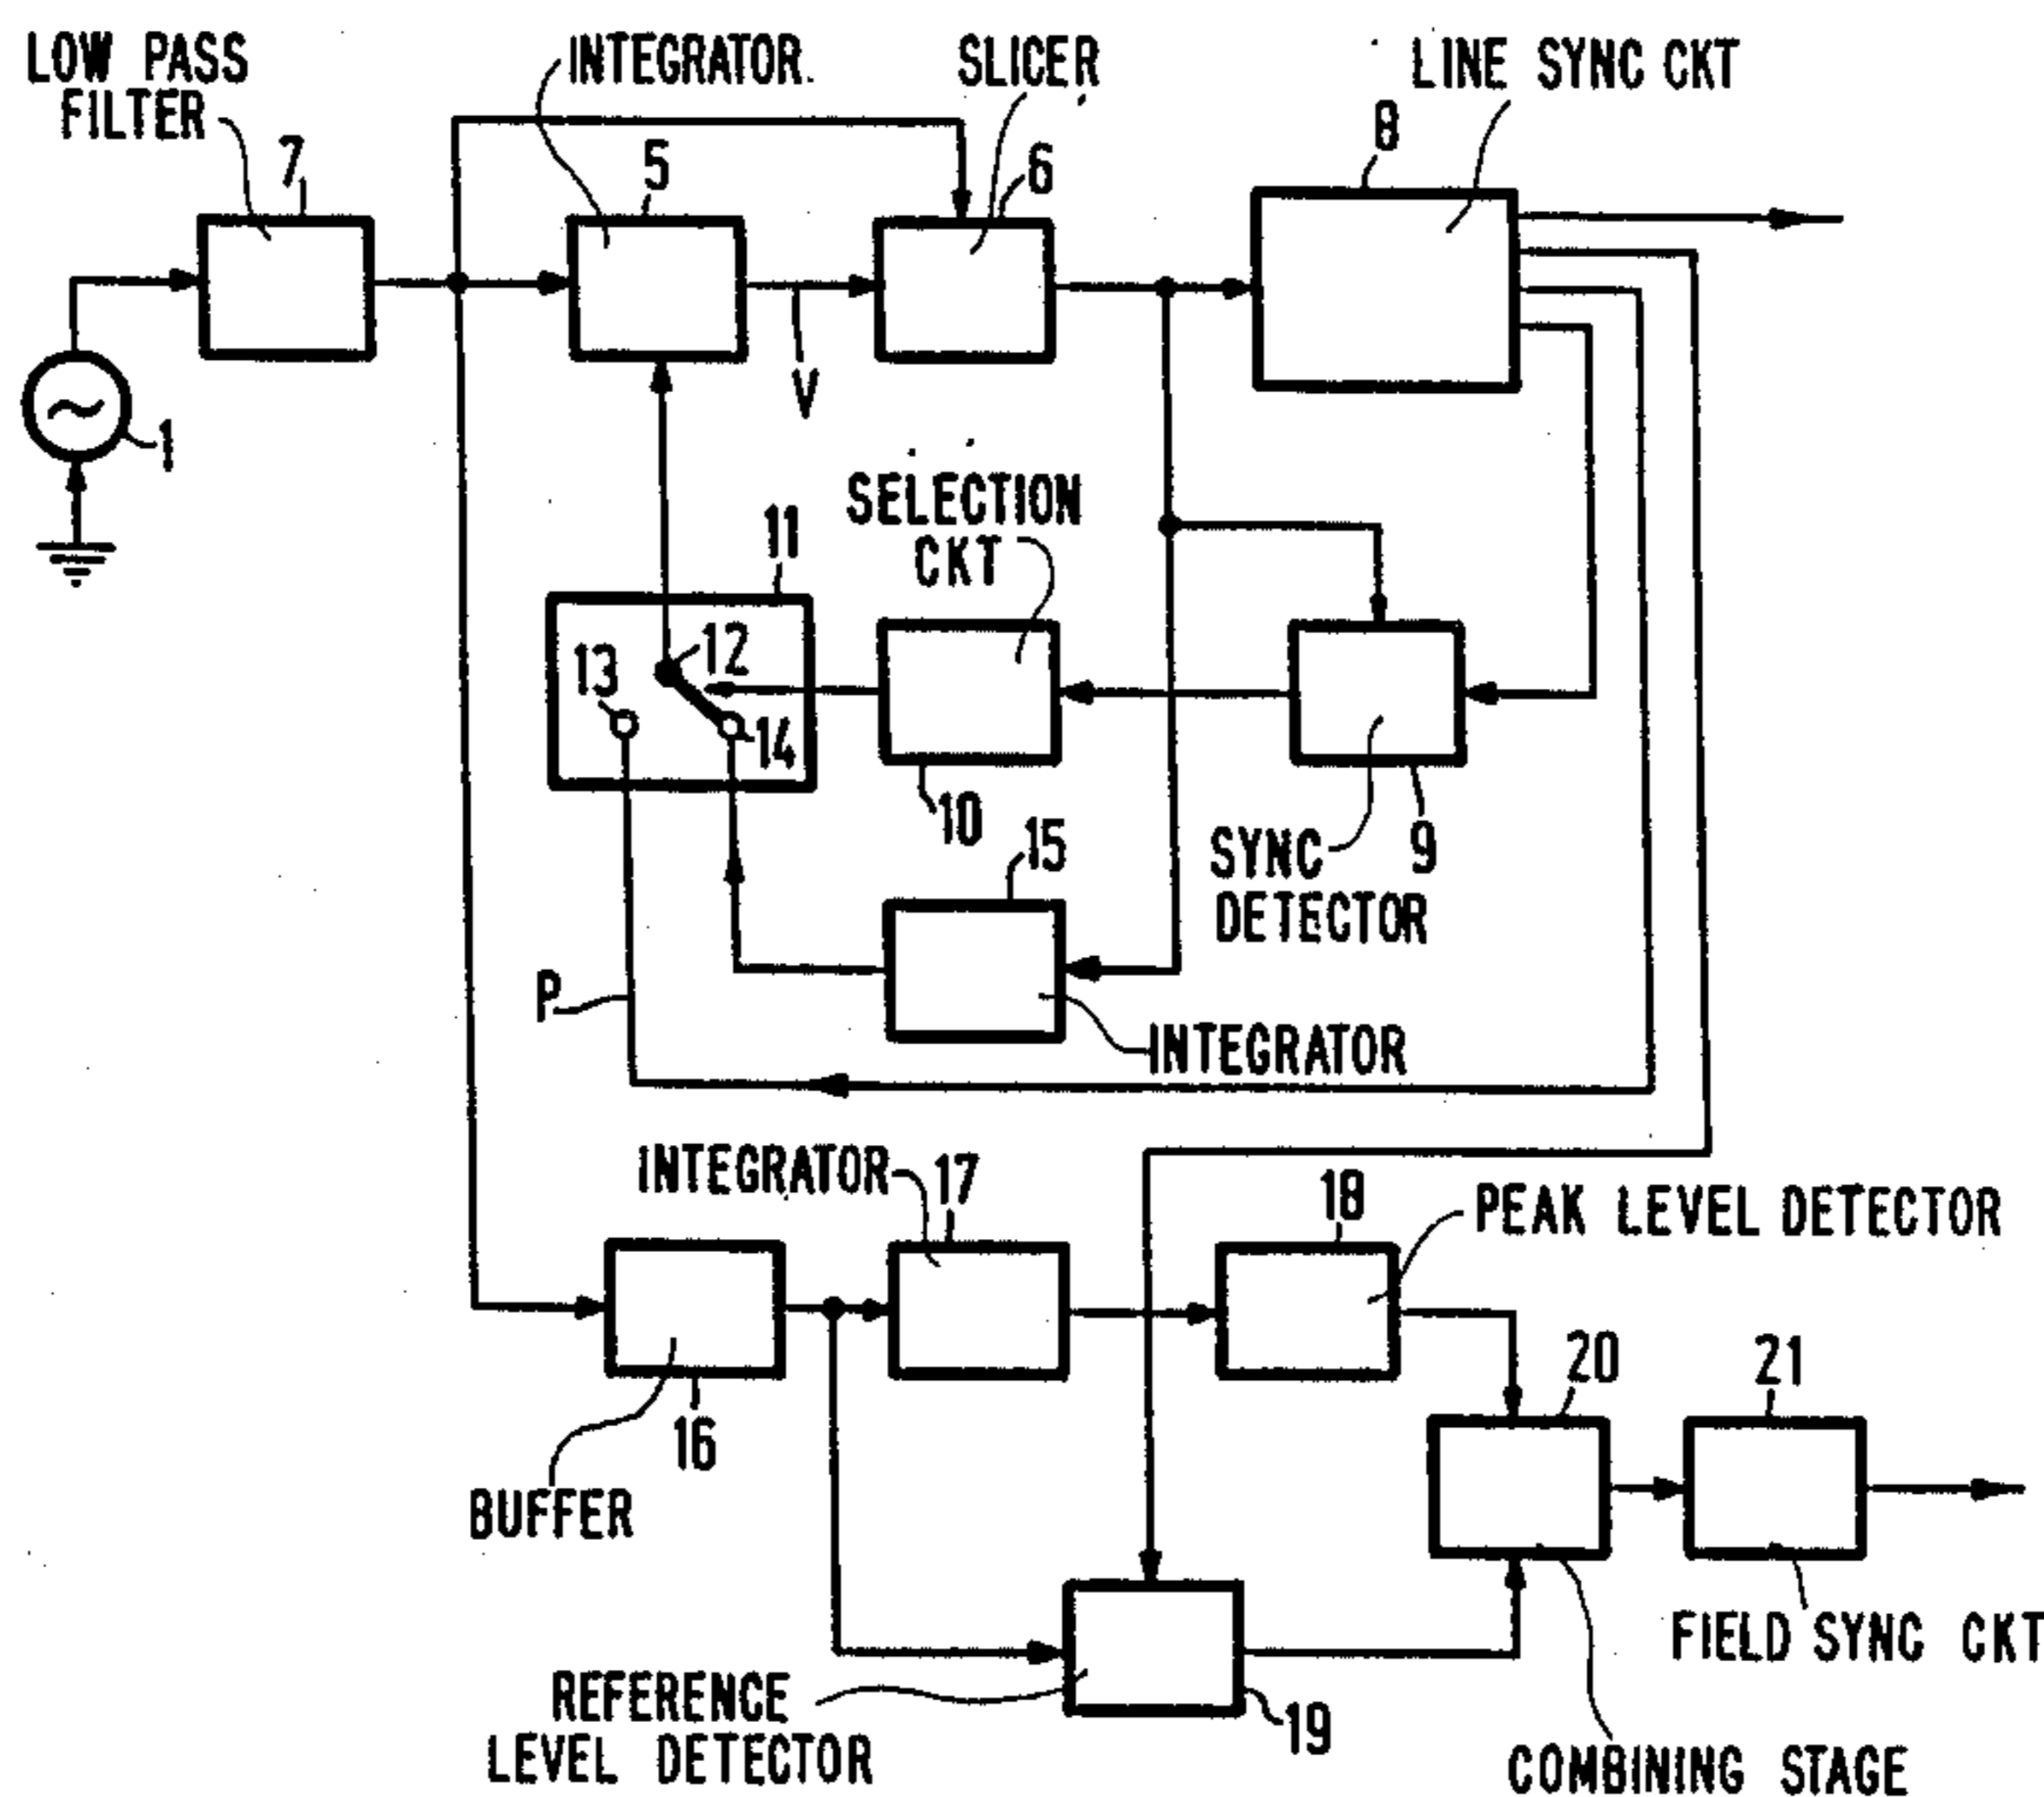 LOW PASS
FILTER
7
INTEGRATOR.
5
SLICER
6
LINE SYNC CKT
8
1
V
SELECTION
CKT
11
12
13
14
10
15
SYNC
DETECTOR
9
P
INTEGRATOR
INTEGRATOR
17
18
PEAK LEVEL DETECTOR
20
21
16
BUFFER
FIELD SYNC CKT
REFERENCE
LEVEL DETECTOR
19
COMBINING STAGE